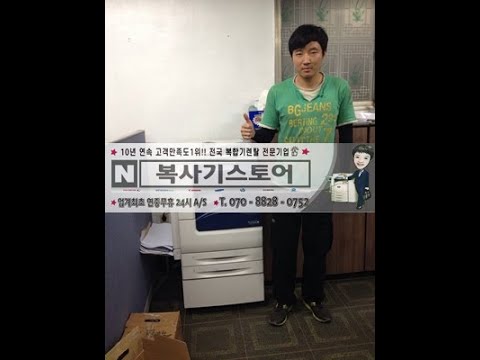 BGJEANS
★ 10년 연속 고객만족도1위!! 전국 복합기렌탈 전문기업
N 복사기스토어
★업계최초 연중무휴 24시 A/S ★T. 070 - 8828 - 0752